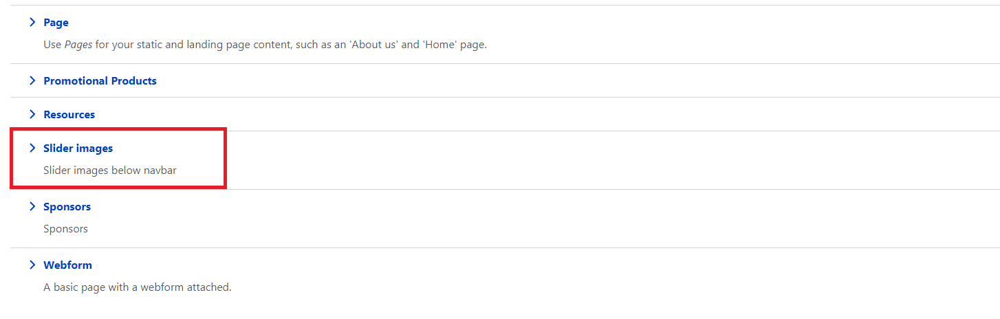 Page
Use Pages for your static and landing page content, such as an 'About us' and 'Home' page.
Promotional Products
Resources
Slider images
Slider images below navbar
Sponsors
Sponsors
Webform
A basic page with a webform attached.